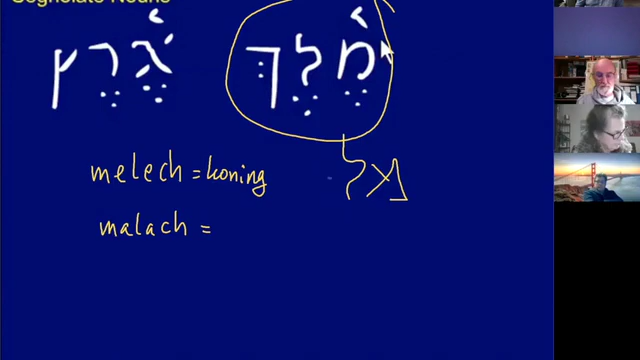 Segholate Nouns
מֶ֫לֶךְ אֶ֫רֶץ
melech = koning
malach =